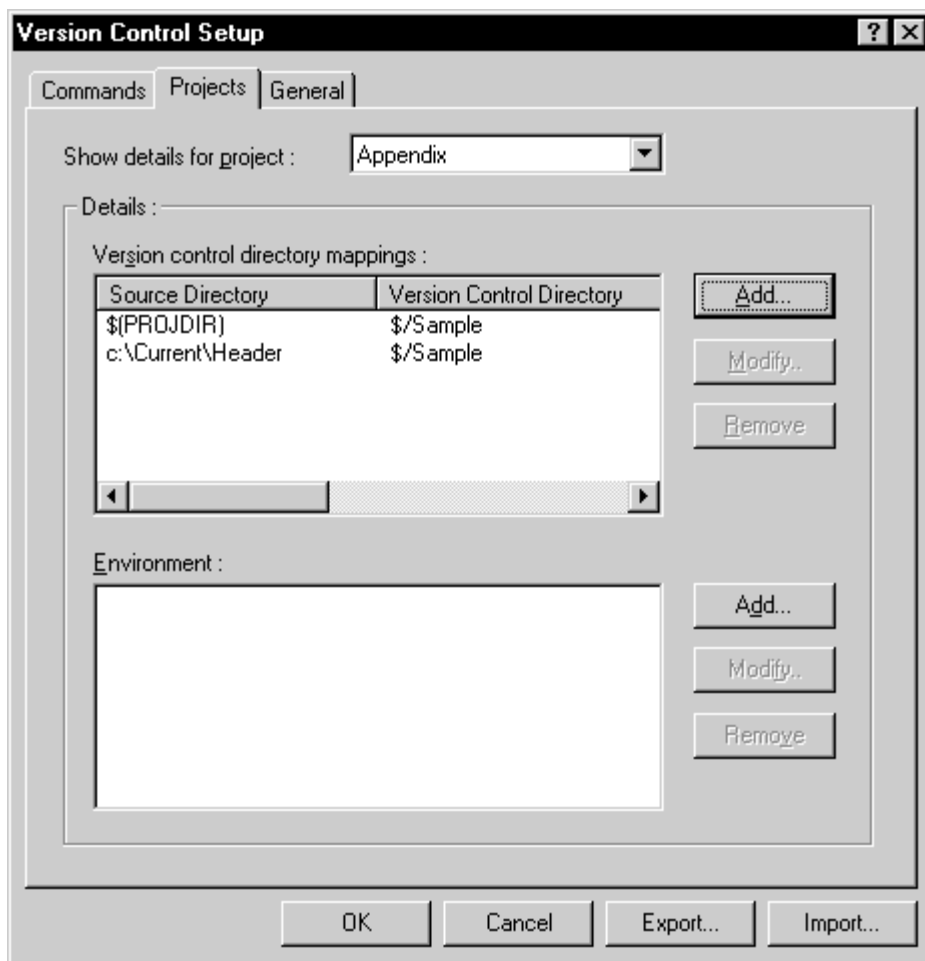 Version Control Setup
Commands Projects General
Show details for project : Appendix
Details :
Version control directory mappings :
Source Directory Version Control Directory
$(PROJDIR) $/Sample
c:\Current\Header $/Sample
Add...
Modify..
Remove
Environment :
Add...
Modify..
Remove
OK Cancel Export... Import...